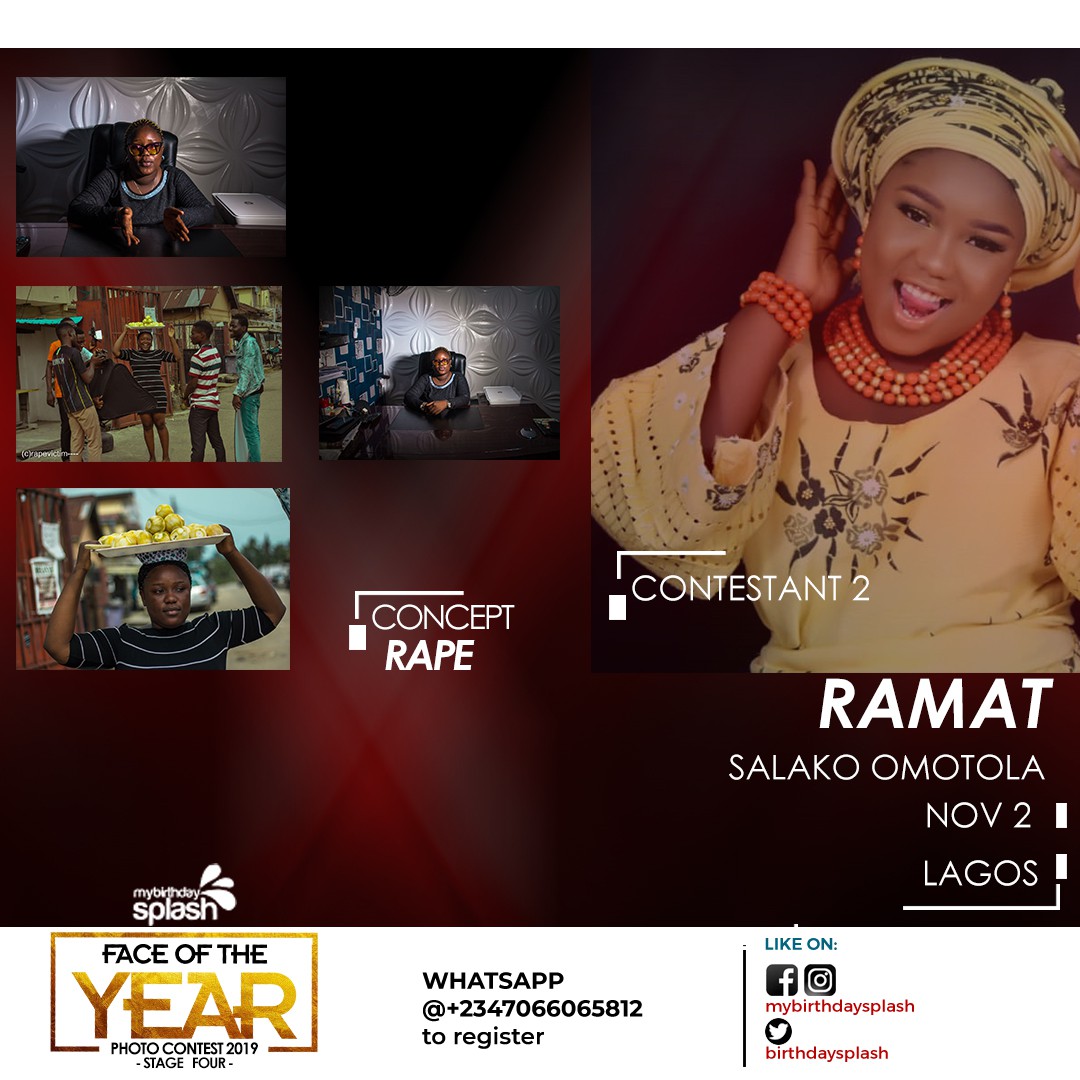 (c)rapevictim----
CONCEPT
RAPE
CONTESTANT 2
RAMAT
SALAKO OMOTOLA
NOV 2
LAGOS
mybirthday
splash
FACE OF THE
YEAR
PHOTO CONTEST 2019
- STAGE FOUR -
WHATSAPP
@+2347066065812
to register
LIKE ON:
mybirthdaysplash
birthdaysplash